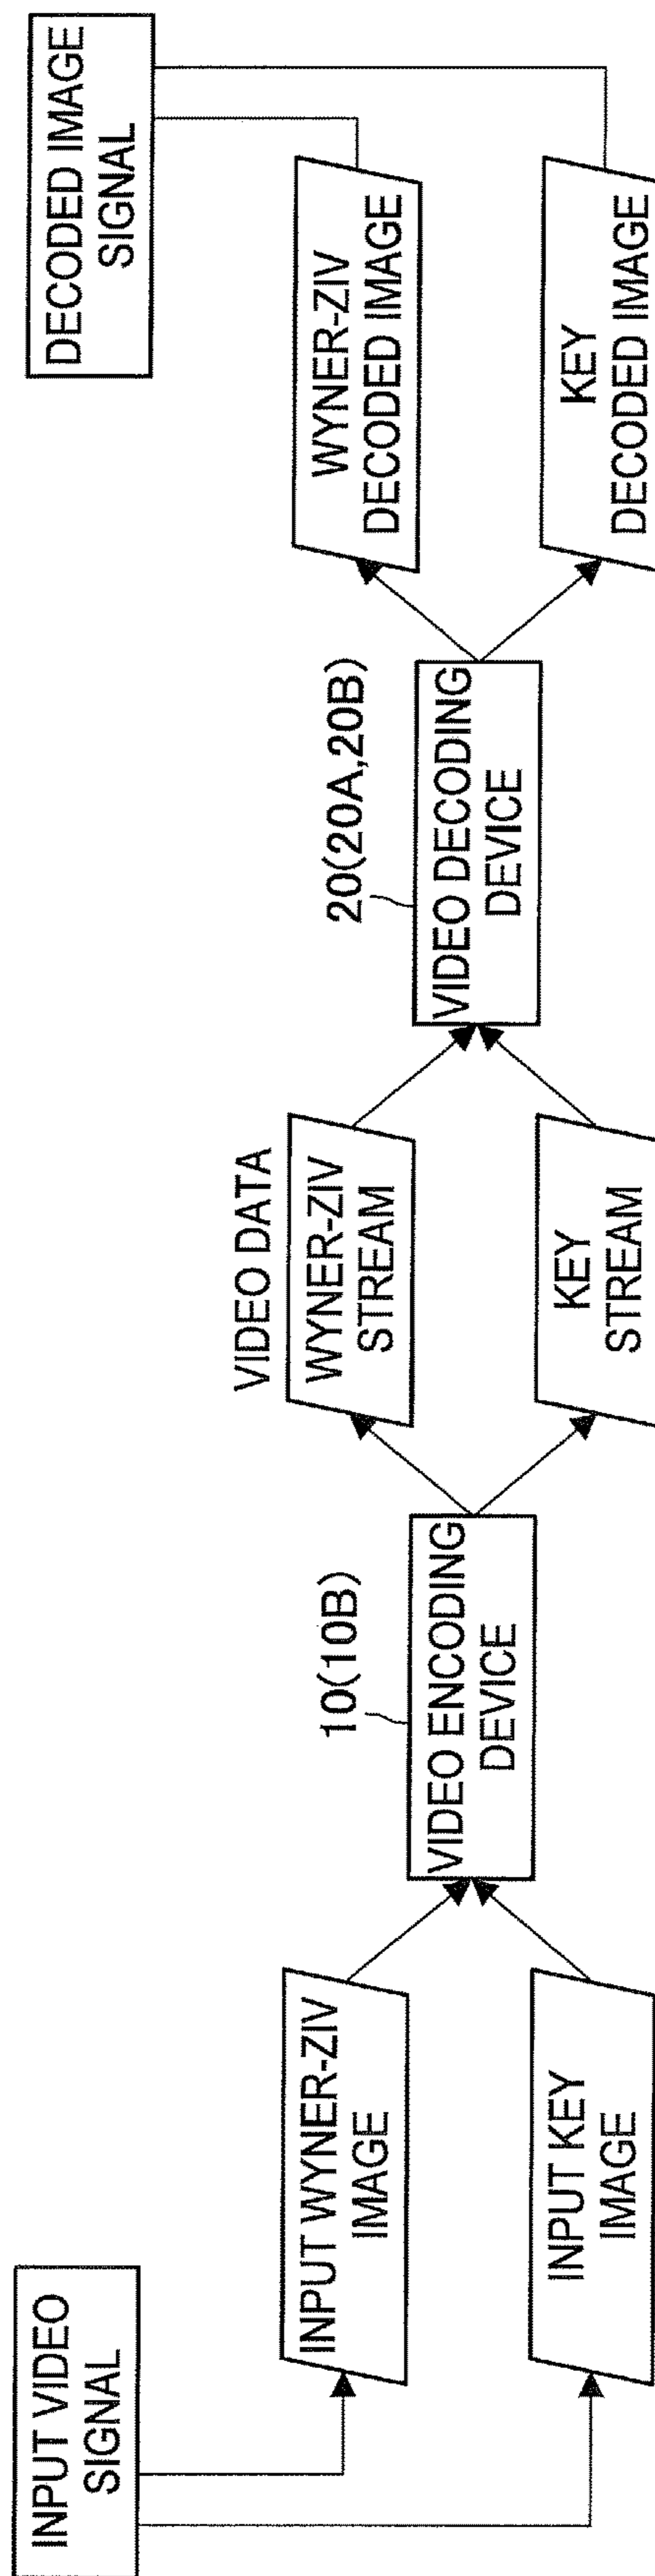 INPUT VIDEO
SIGNAL
INPUT WYNER-ZIV
IMAGE
INPUT KEY
IMAGE
10(10B)
VIDEO ENCODING
DEVICE
VIDEO DATA
WYNER-ZIV
STREAM
KEY
STREAM
20(20A,20B)
VIDEO DECODING
DEVICE
WYNER-ZIV
DECODED IMAGE
KEY
DECODED IMAGE
DECODED IMAGE
SIGNAL